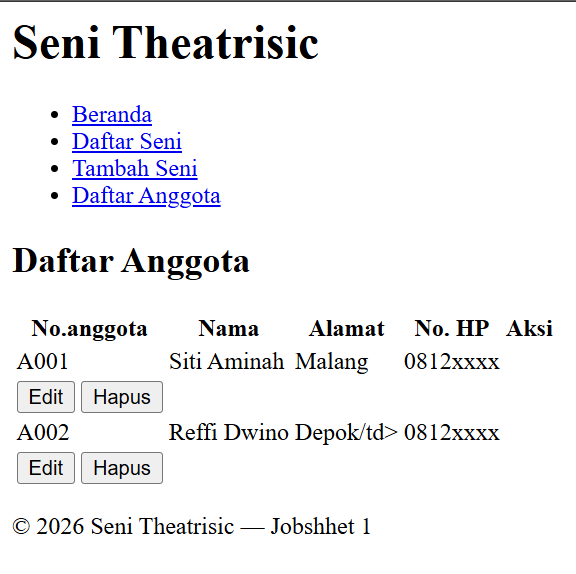 Seni Theatrisic
Beranda
Daftar Seni
Tambah Seni
Daftar Anggota
Daftar Anggota
No.anggota Nama Alamat No. HP Aksi
A001 Siti Aminah Malang 0812xxxx
Edit Hapus
A002 Reffi Dwino Depok/td> 0812xxxx
Edit Hapus
© 2026 Seni Theatrisic — Jobshhet 1